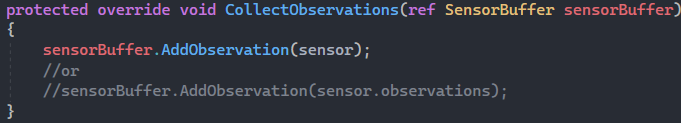 protected override void CollectObservations(ref SensorBuffer sensorBuffer)
{
sensorBuffer.AddObservation(sensor);
//or
//sensorBuffer.AddObservation(sensor.observations);
}